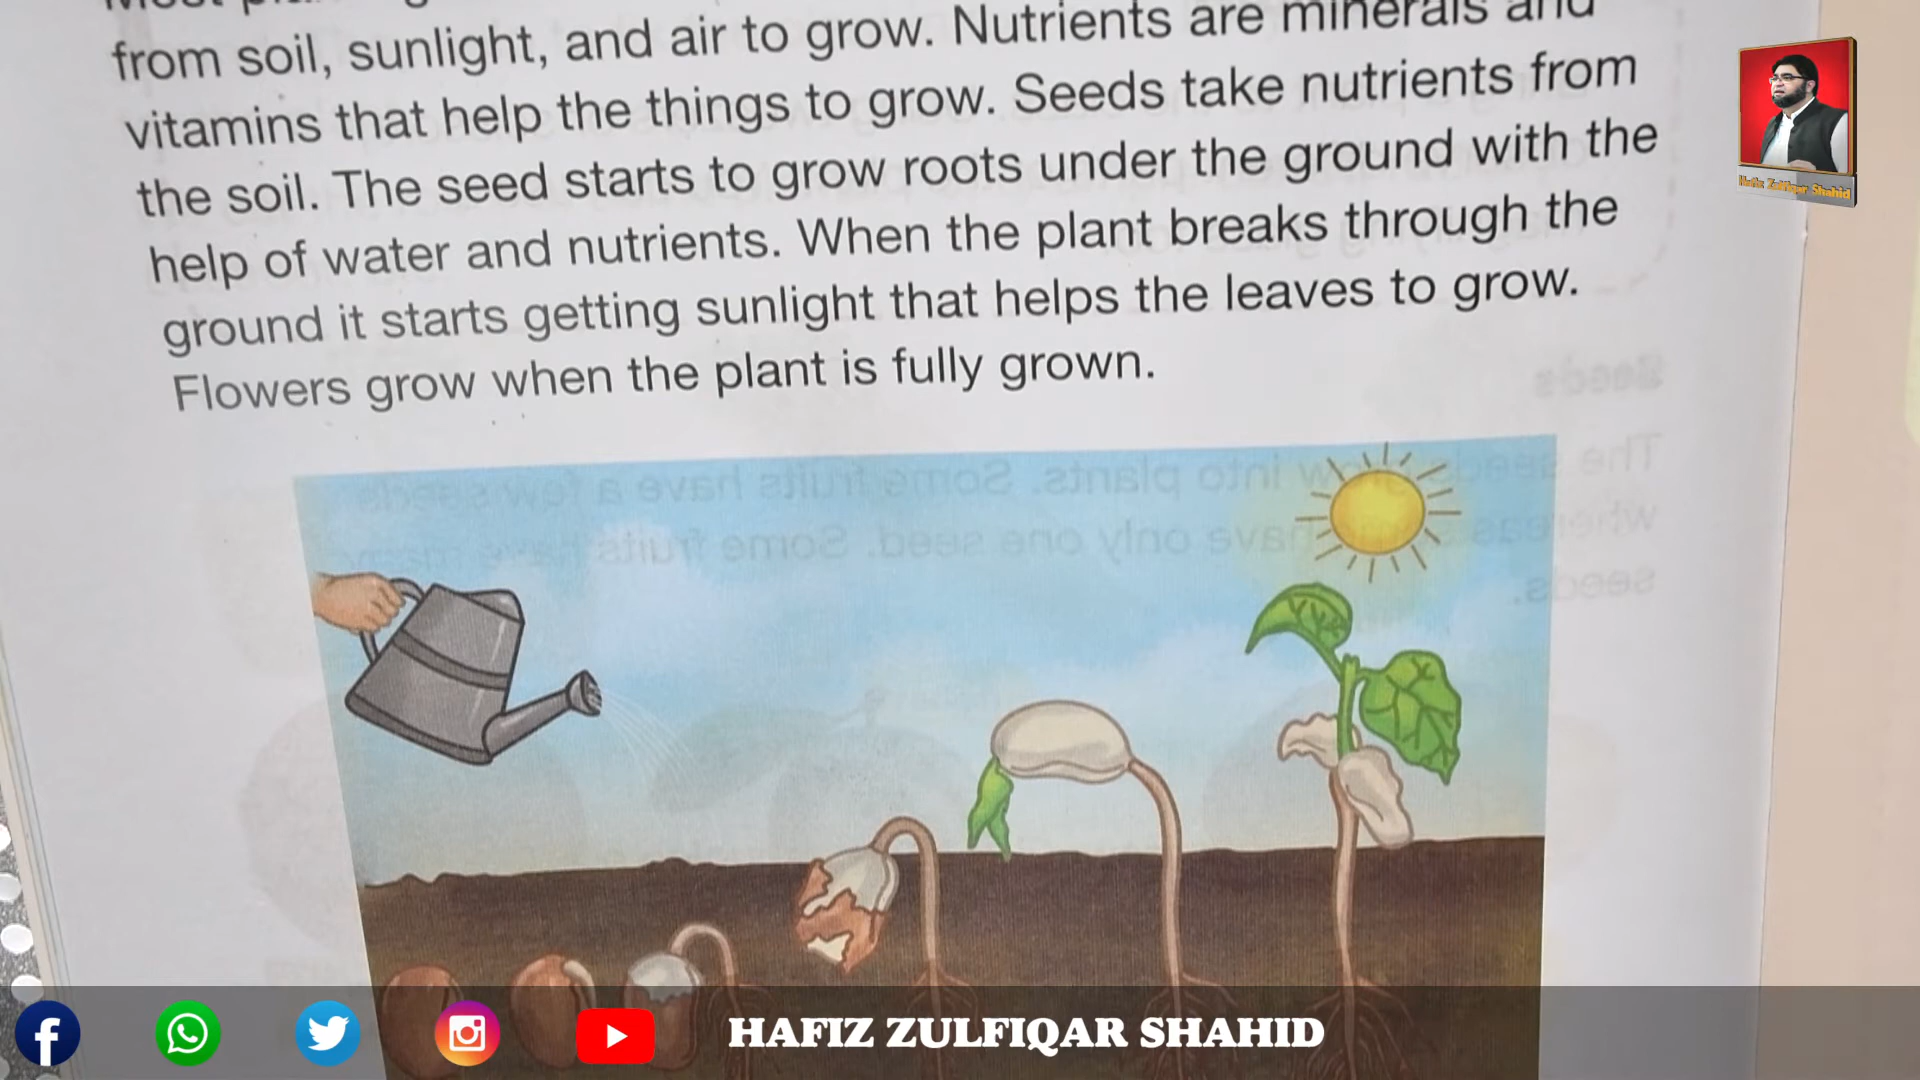 from soil, sunlight, and air to grow. Nutrients are minerals and
vitamins that help the things to grow. Seeds take nutrients from
the soil. The seed starts to grow roots under the ground with the
help of water and nutrients. When the plant breaks through the
ground it starts getting sunlight that helps the leaves to grow.
Flowers grow when the plant is fully grown.
Hafiz Zulfiqar Shahid
HAFIZ ZULFIQAR SHAHID